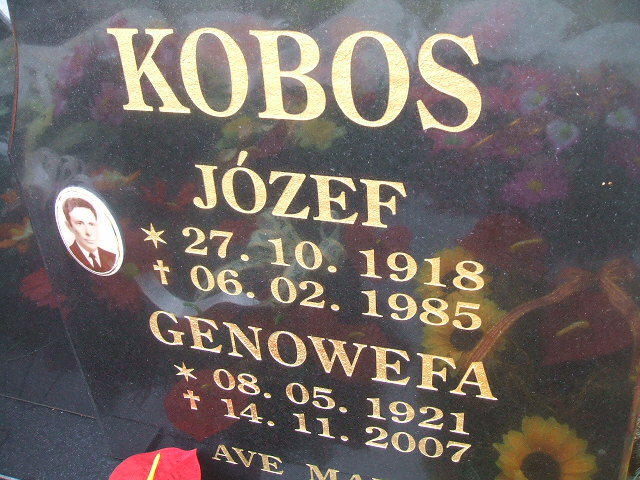 KOBOS
JÓZEF
* 27. 10. 1918
† 06. 02. 1985
GENOWEFA
* 08. 05. 1921
† 14. 11. 2007
AVE